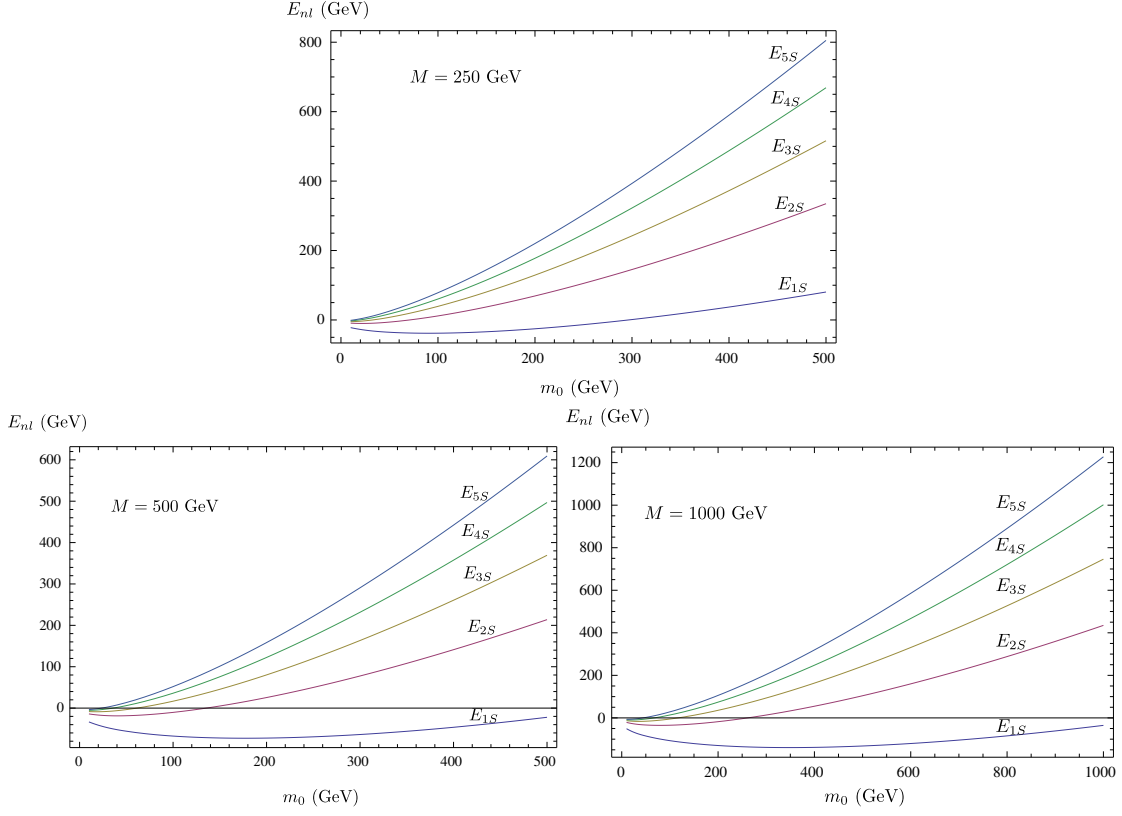 E_{nl} (GeV)
M = 250 GeV
800
600
400
200
0
E_{5S}
E_{4S}
E_{3S}
E_{2S}
E_{1S}
0 100 200 300 400 500
m_0 (GeV)
E_{nl} (GeV)
M = 500 GeV
600
500
400
300
200
100
0
E_{5S}
E_{4S}
E_{3S}
E_{2S}
E_{1S}
0 100 200 300 400 500
m_0 (GeV)
E_{nl} (GeV)
M = 1000 GeV
1200
1000
800
600
400
200
0
E_{5S}
E_{4S}
E_{3S}
E_{2S}
E_{1S}
0 200 400 600 800 1000
m_0 (GeV)